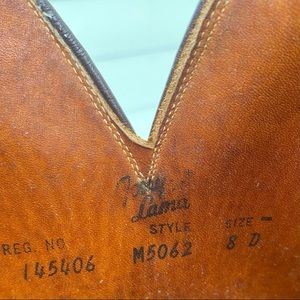 Tony
Lama
STYLE
REG. NO. SIZE
145406 M5062 8 D